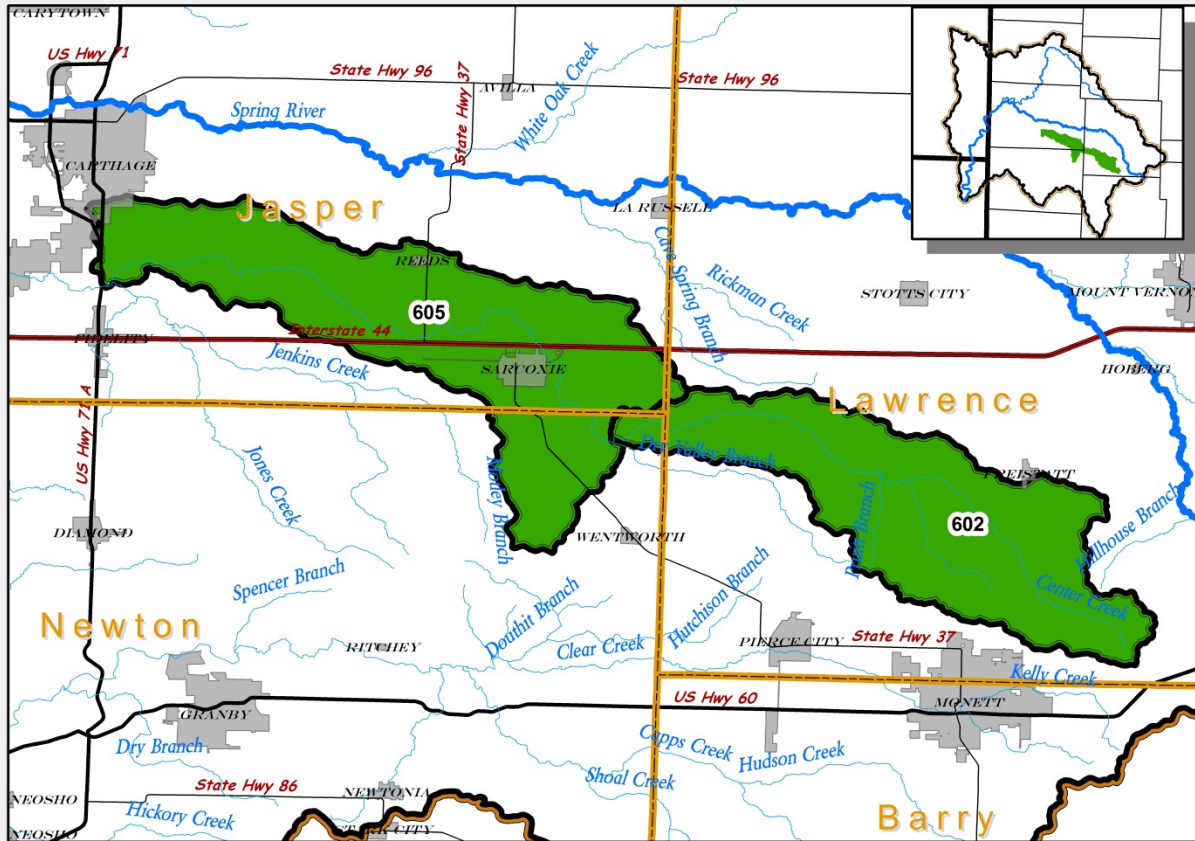 CARYTOWN
US Hwy 71
State Hwy 96
State Hwy 37
AVILLA
White Oak Creek
State Hwy 96
Spring River
CARTHAGE
Jasper
LA RUSSELL
REEDS
Cave Spring Branch
Rickman Creek
STOTTS CITY
MOUNT VERNON
605
Interstate 44
FIDELITY
Jenkins Creek
SARCOXIE
HOBERG
Lawrence
US Hwy 71 A
Dry Valley Branch
Jones Creek
Motley Branch
FREISTATT
DIAMOND
WENTWORTH
602
Hillhouse Branch
Spencer Branch
Center Creek
Newton
Douthit Branch
Hutchison Branch
RITCHEY
Clear Creek
PIERCE CITY
State Hwy 37
Kelly Creek
GRANBY
US Hwy 60
MONETT
Dry Branch
Capps Creek
Hudson Creek
Shoal Creek
State Hwy 86
NEOSHO
NEWTONIA
Hickory Creek
Barry
NEOSHO
STARK CITY